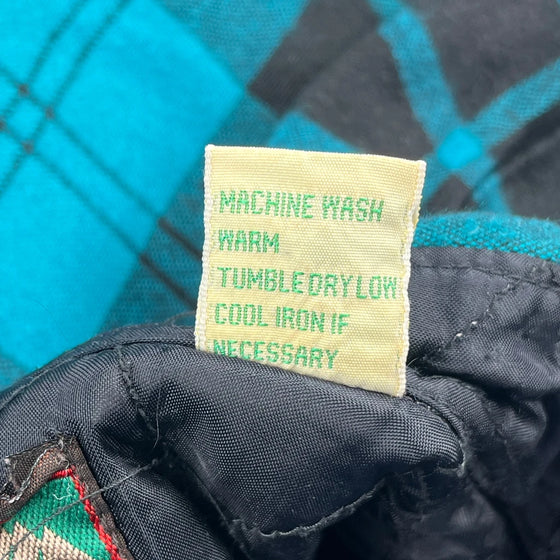 MACHINE WASH
WARM
TUMBLE DRY LOW
COOL IRON IF
NECESSARY